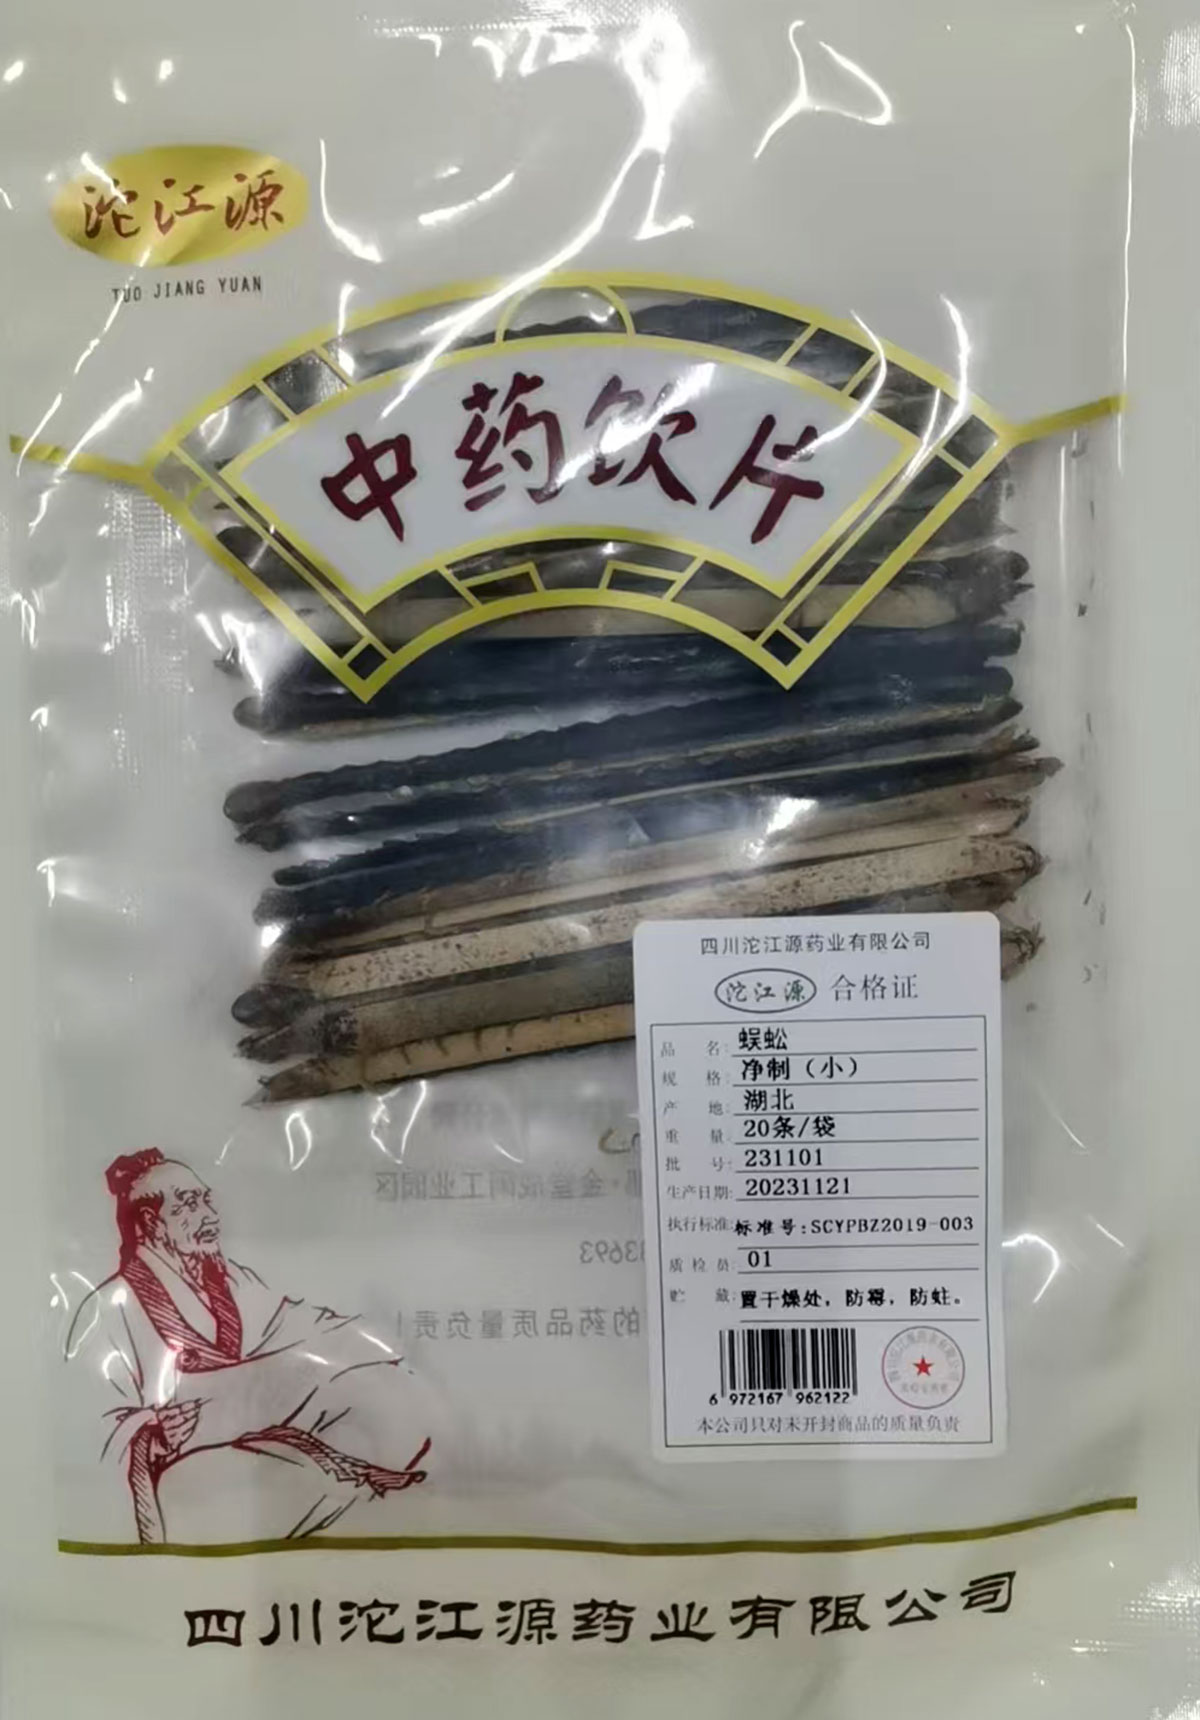 沱江源
TUO JIANG YUAN
中药饮片
四川沱江源药业有限公司
沱江源 合格证
品名: 蜈蚣
规格: 净制（小）
产地: 湖北
重量: 20条/袋
批号: 231101
生产日期: 20231121
执行标准: 标准号:SCYPBZ2019-003
质检员: 01
贮藏: 置干燥处，防霉，防蛀。
6 972167 962122
本公司只对未开封商品的质量负责
四川沱江源药业有限公司